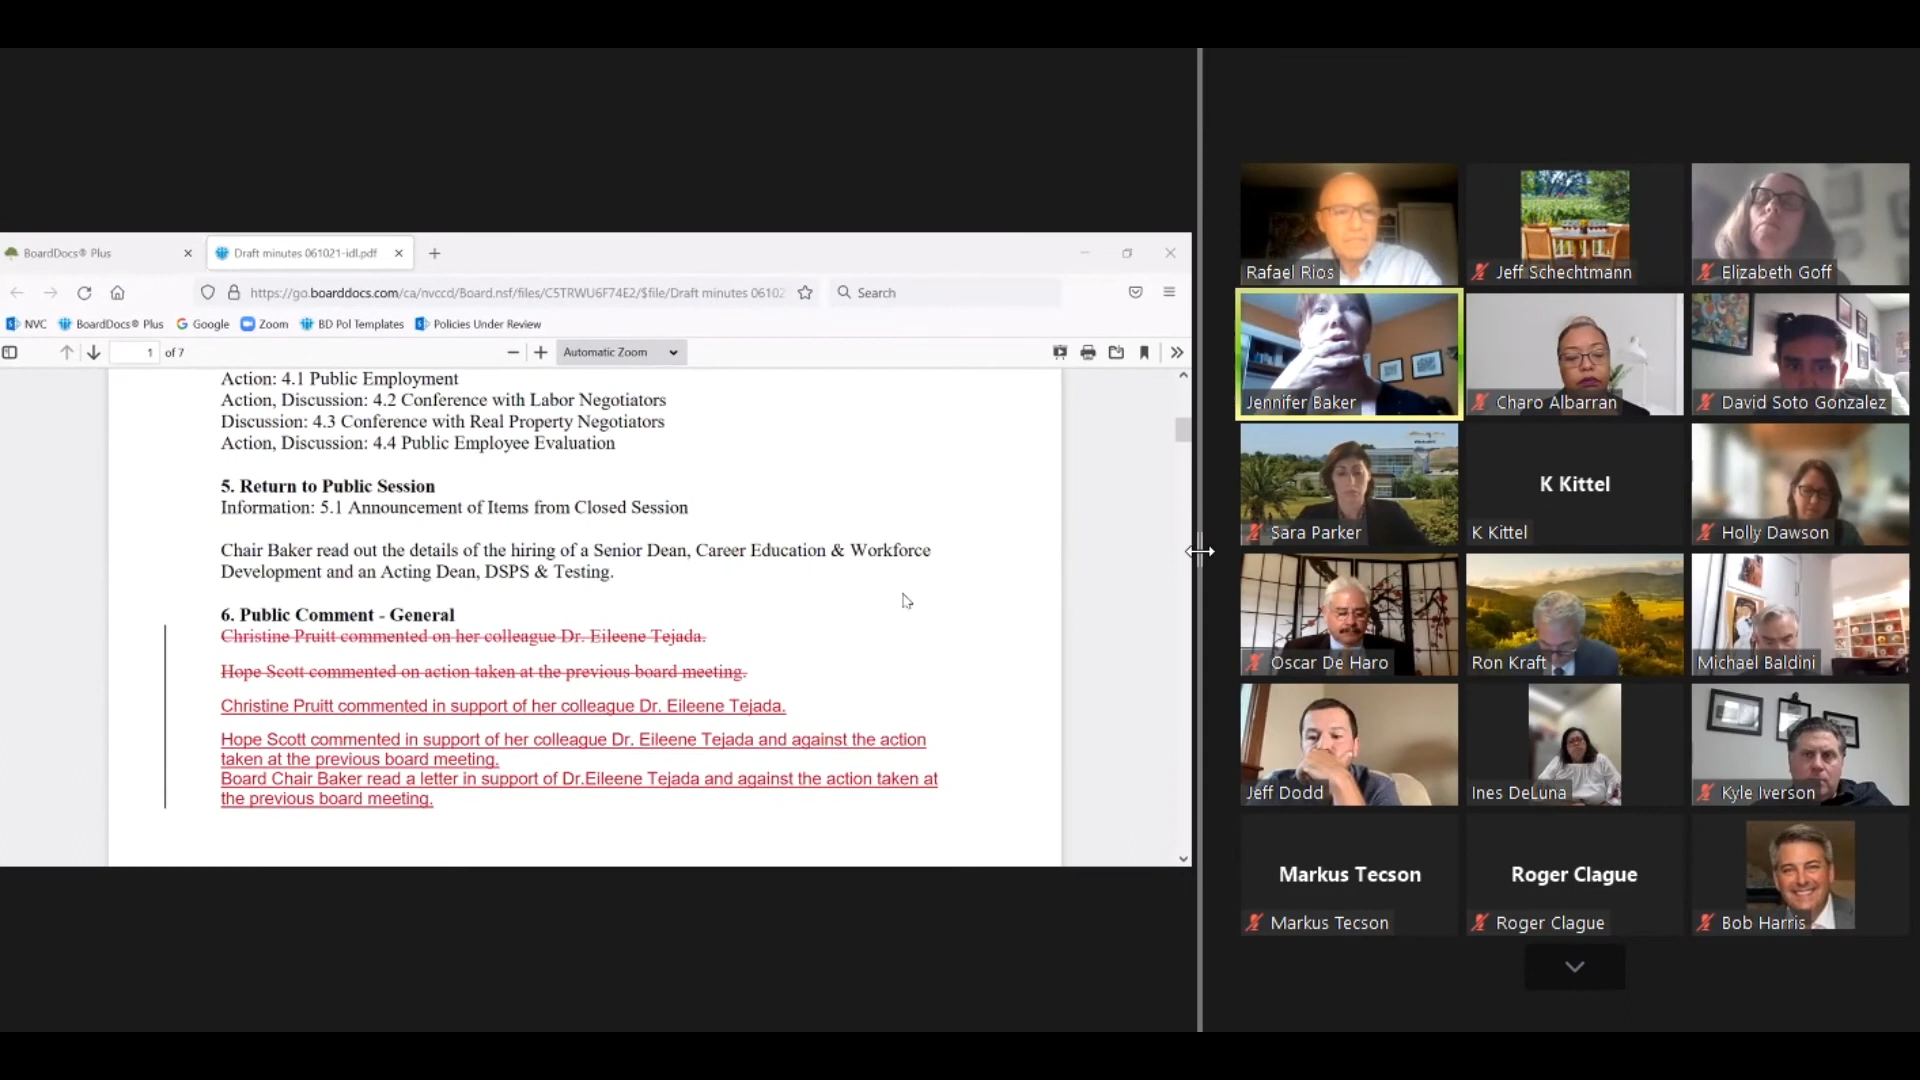 BoardDocs® Plus
Draft minutes 061021-idl.pdf
https://go.boarddocs.com/ca/nvccd/Board.nsf/files/C5TRWU6F74E2/$file/Draft minutes 06102
Search
NVC
BoardDocs® Plus
Google
Zoom
BD Pol Templates
Policies Under Review
1 of 7
Automatic Zoom
Action: 4.1 Public Employment
Action, Discussion: 4.2 Conference with Labor Negotiators
Discussion: 4.3 Conference with Real Property Negotiators
Action, Discussion: 4.4 Public Employee Evaluation
5. Return to Public Session
Information: 5.1 Announcement of Items from Closed Session
Chair Baker read out the details of the hiring of a Senior Dean, Career Education & Workforce
Development and an Acting Dean, DSPS & Testing.
6. Public Comment - General
Christine Pruitt commented on her colleague Dr. Eileene Tejada.
Hope Scott commented on action taken at the previous board meeting.
Christine Pruitt commented in support of her colleague Dr. Eileene Tejada.
Hope Scott commented in support of her colleague Dr. Eileene Tejada and against the action
taken at the previous board meeting.
Board Chair Baker read a letter in support of Dr.Eileene Tejada and against the action taken at
the previous board meeting.
Rafael Rios
Jeff Schechtmann
Elizabeth Goff
Jennifer Baker
Charo Albarran
David Soto Gonzalez
Sara Parker
K Kittel
K Kittel
Holly Dawson
Oscar De Haro
Ron Kraft
Michael Baldini
Jeff Dodd
Ines DeLuna
Kyle Iverson
Markus Tecson
Markus Tecson
Roger Clague
Roger Clague
Bob Harris